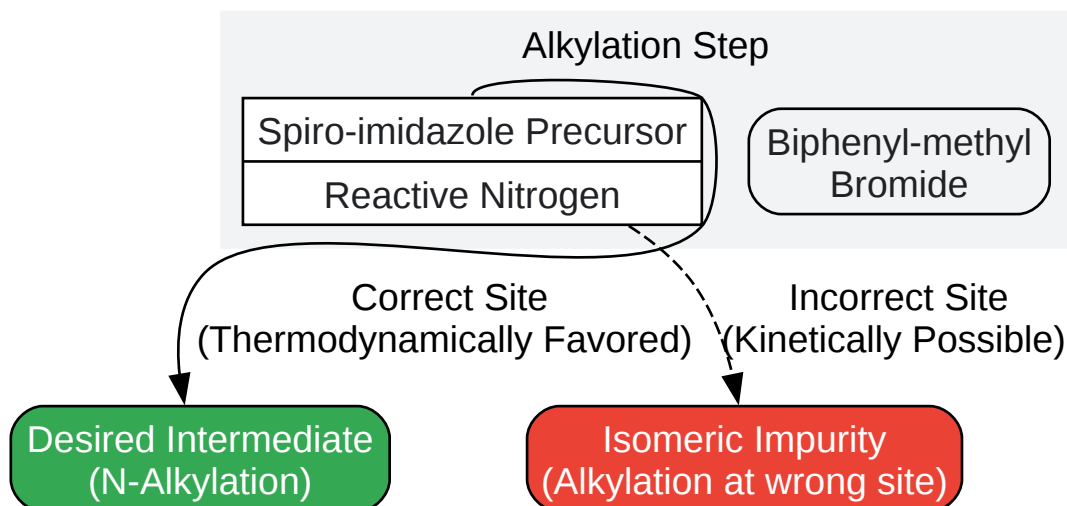 Alkylation Step
Spiro-imidazole Precursor
Reactive Nitrogen
Biphenyl-methyl
Bromide
Correct Site
(Thermodynamically Favored)
Incorrect Site
(Kinetically Possible)
Desired Intermediate
(N-Alkylation)
Isomeric Impurity
(Alkylation at wrong site)